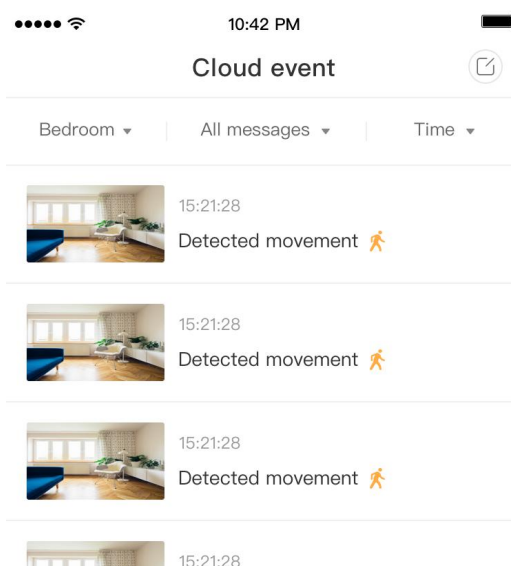 10:42 PM
Cloud event
Bedroom All messages Time
15:21:28
Detected movement
15:21:28
Detected movement
15:21:28
Detected movement
15:21:28